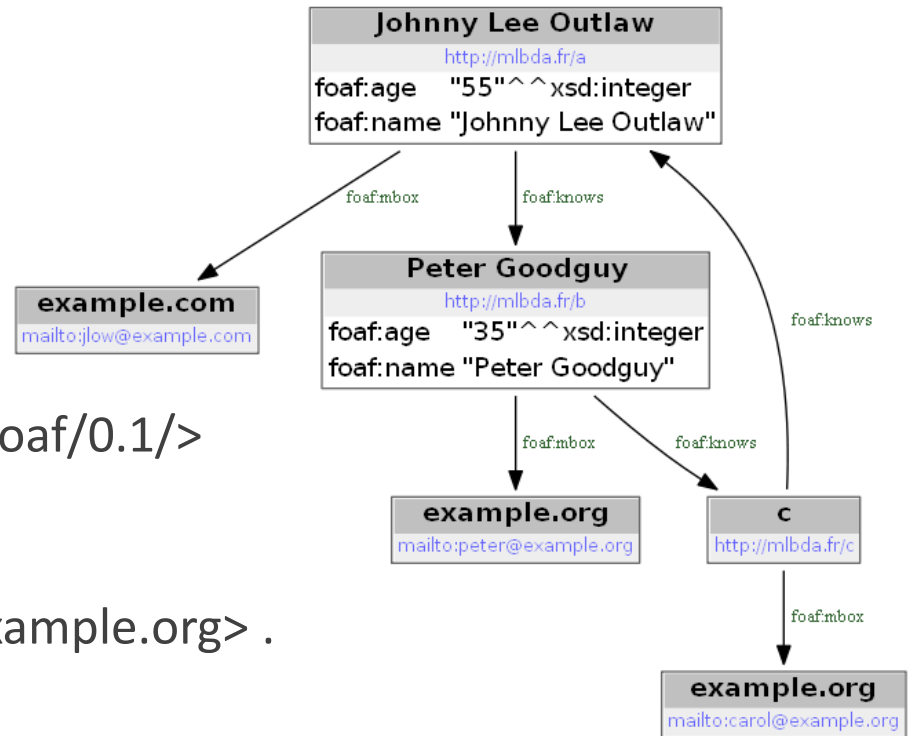 Johnny Lee Outlaw
http://mlbda.fr/a
foaf:age "55"^^xsd:integer
foaf:name "Johnny Lee Outlaw"
foaf:mbox
foaf:knows
Peter Goodguy
http://mlbda.fr/b
foaf:age "35"^^xsd:integer
foaf:name "Peter Goodguy"
example.com
mailto:jlow@example.com
foaf:knows
oaf/0.1/>
foaf:mbox
foaf:knows
example.org
mailto:peter@example.org
c
http://mlbda.fr/c
ample.org> .
foaf:mbox
example.org
mailto:carol@example.org